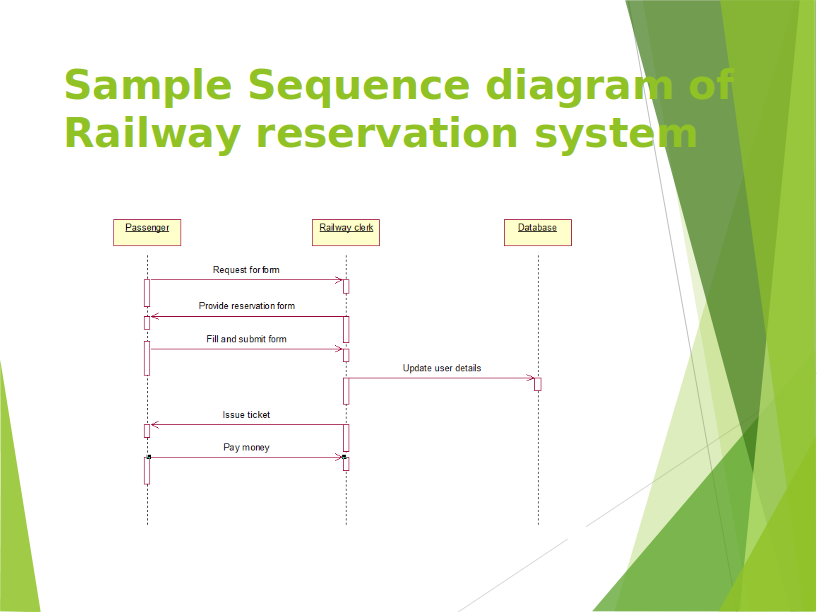 Sample Sequence diagram of
Railway reservation system
Passenger
Railway clerk
Database
Request for form
Provide reservation form
Fill and submit form
Update user details
Issue ticket
Pay money